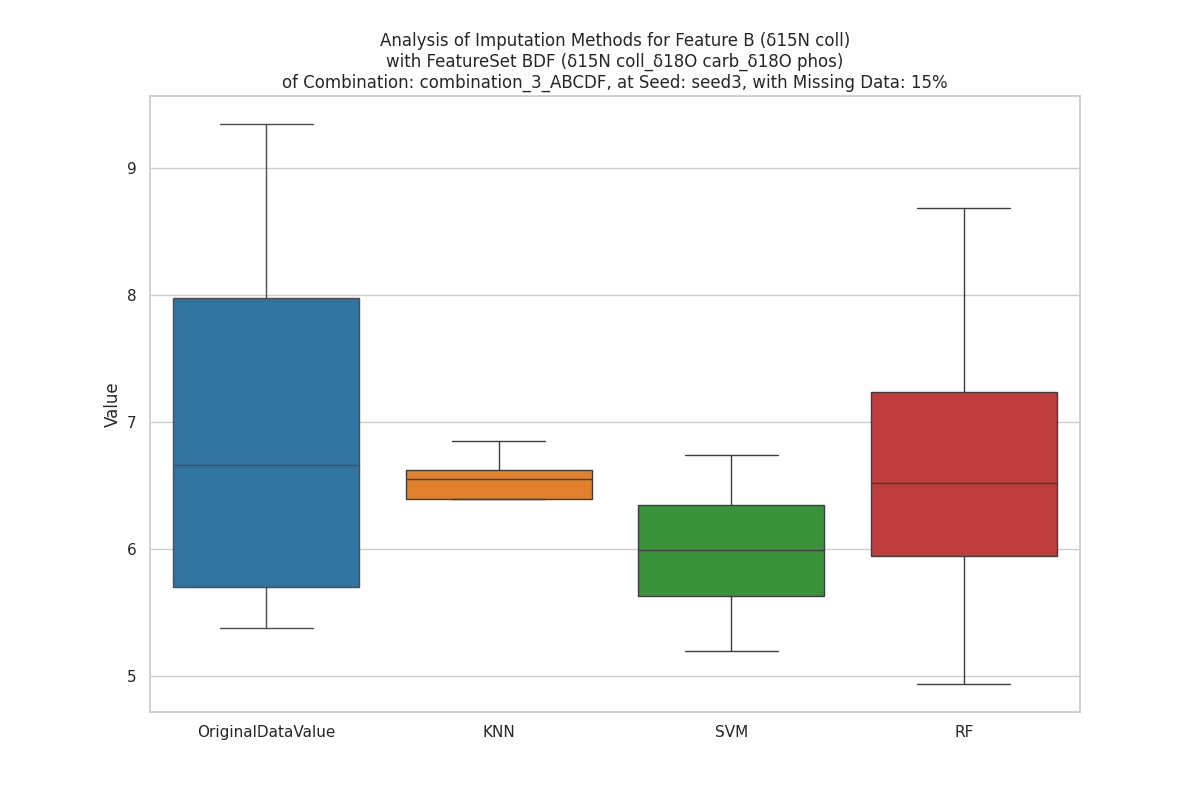 Analysis of Imputation Methods for Feature B (δ15N coll)
with FeatureSet BDF (δ15N coll_δ18O carb_δ18O phos)
of Combination: combination_3_ABCDF, at Seed: seed3, with Missing Data: 15%
9
8
7
6
5
Value
OriginalDataValue
KNN
SVM
RF